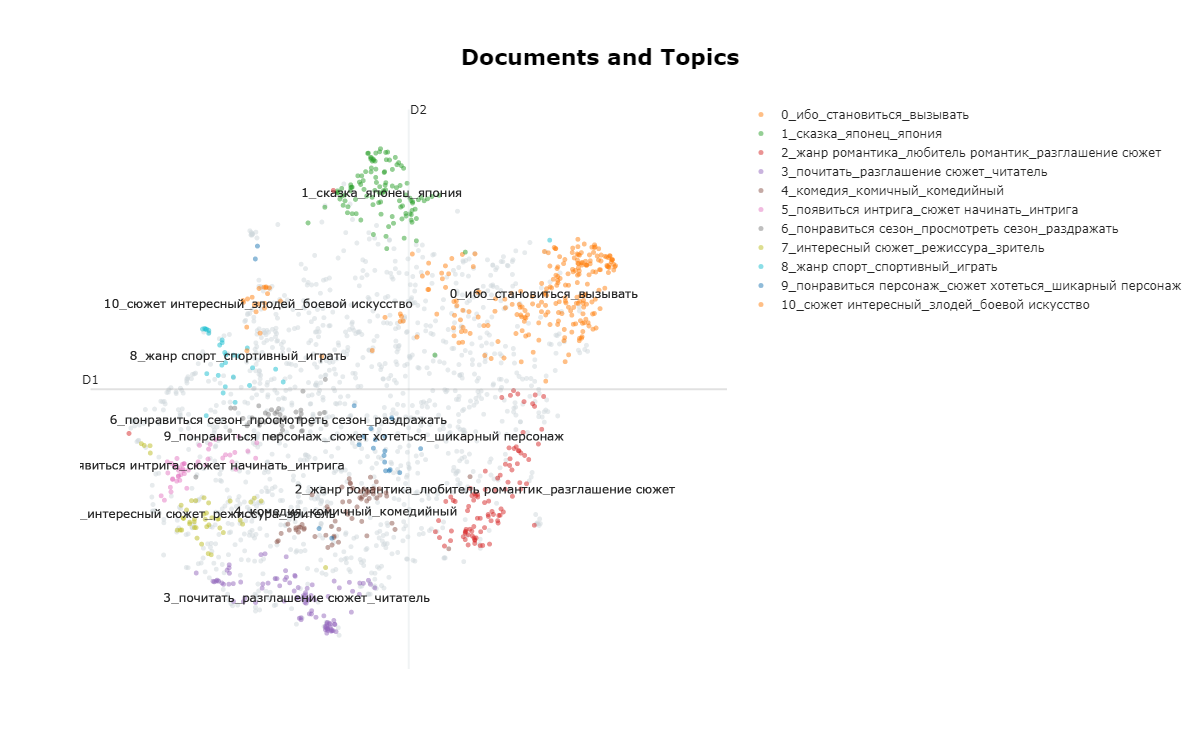 Documents and Topics
D2
D1
1_сказка_японец_япония
0_ибо_становиться_вызывать
10_сюжет интересный_злодей_боевой искусство
8_жанр спорт_спортивный_играть
6_понравиться сезон_просмотреть сезон_раздражать
9_понравиться персонаж_сюжет хотеться_шикарный персонаж
явиться интрига_сюжет начинать_интрига
2_жанр романтика_любитель романтик_разглашение сюжет
4_комедия_комичный_комедийный
_интересный сюжет_режиссура_зритель
3_почитать_разглашение сюжет_читатель
0_ибо_становиться_вызывать
1_сказка_японец_япония
2_жанр романтика_любитель романтик_разглашение сюжет
3_почитать_разглашение сюжет_читатель
4_комедия_комичный_комедийный
5_появиться интрига_сюжет начинать_интрига
6_понравиться сезон_просмотреть сезон_раздражать
7_интересный сюжет_режиссура_зритель
8_жанр спорт_спортивный_играть
9_понравиться персонаж_сюжет хотеться_шикарный персонаж
10_сюжет интересный_злодей_боевой искусство